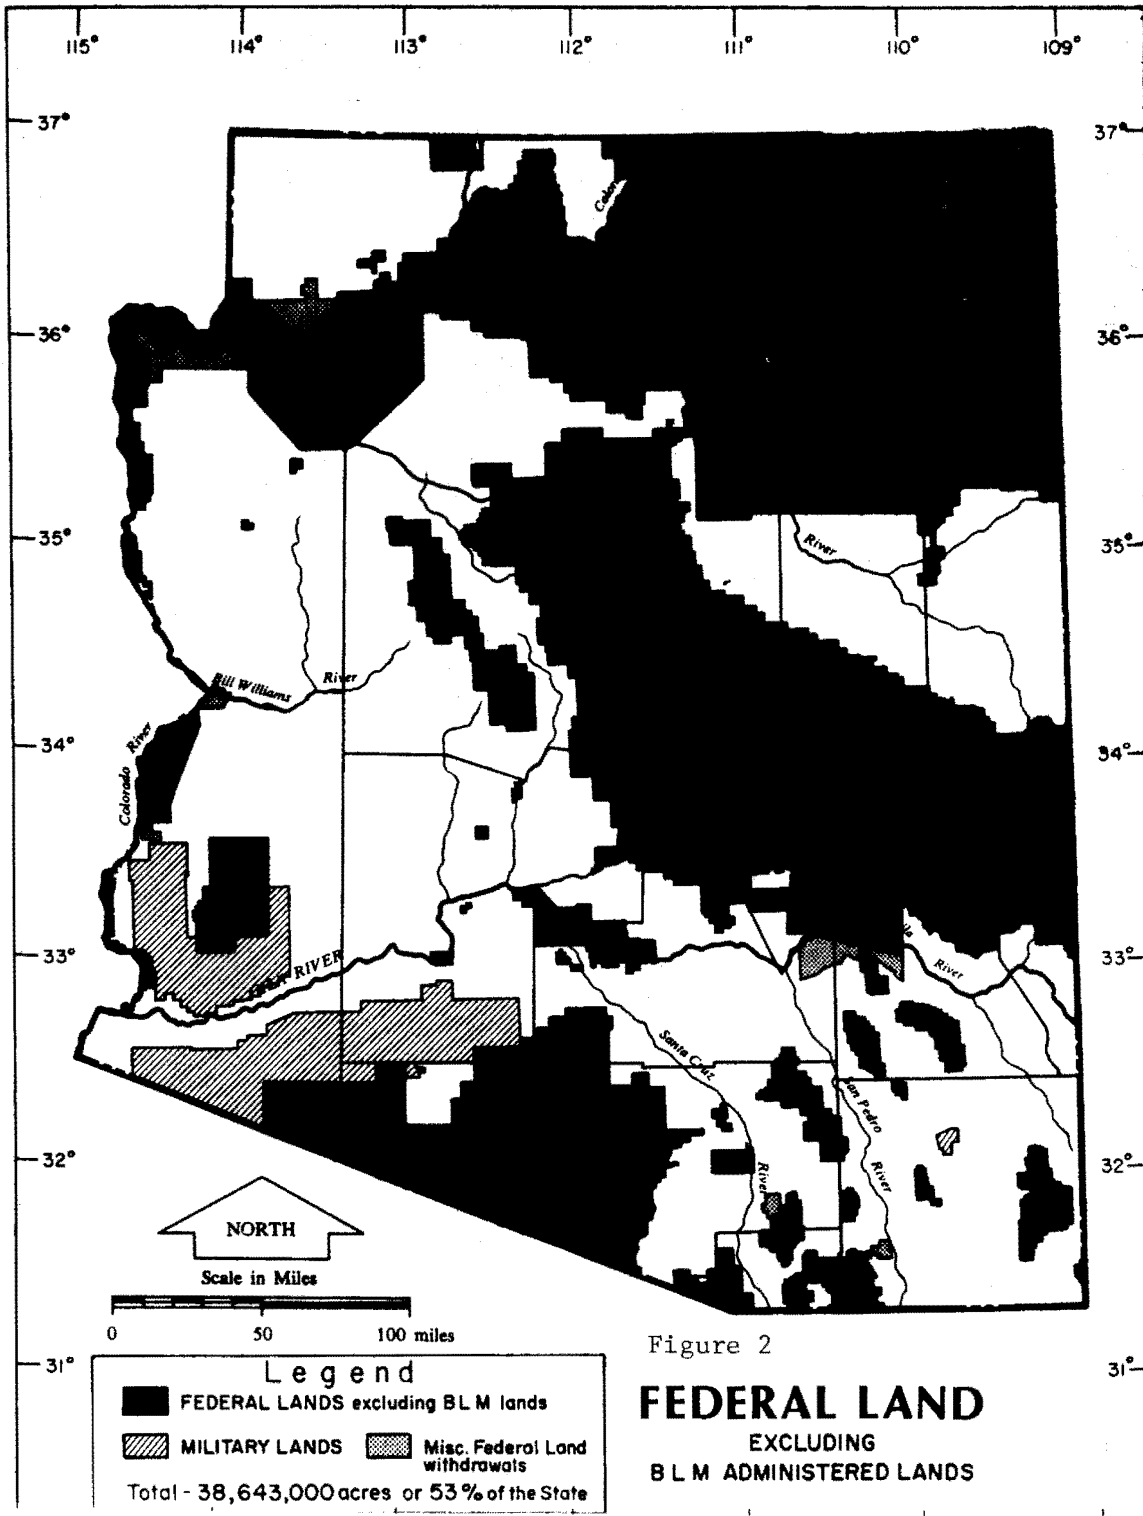 115° 114° 113° 112° 111° 110° 109°
37° 37°
36° 36°
35° 35°
34° 34°
33° 33°
32° 32°
31° 31°
River
Bill Williams River
Colorado River
RIVER
River
Santa Cruz
San Pedro
River
River
NORTH
Scale in Miles
0 50 100 miles
Figure 2
Legend
FEDERAL LANDS excluding BLM lands
MILITARY LANDS
Misc. Federal Land
withdrawals
Total - 38,643,000 acres or 53% of the State
FEDERAL LAND
EXCLUDING
BLM ADMINISTERED LANDS